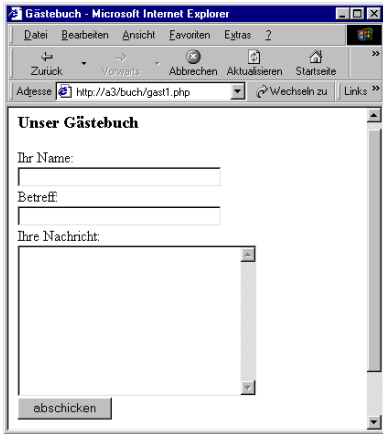 Gästebuch - Microsoft Internet Explorer
Datei Bearbeiten Ansicht Favoriten Extras ?
Zurück Vorwärts Abbrechen Aktualisieren Startseite »
Adresse http://a3/buch/gast1.php Wechseln zu Links »
Unser Gästebuch
Ihr Name:
Betreff:
Ihre Nachricht:
abschicken